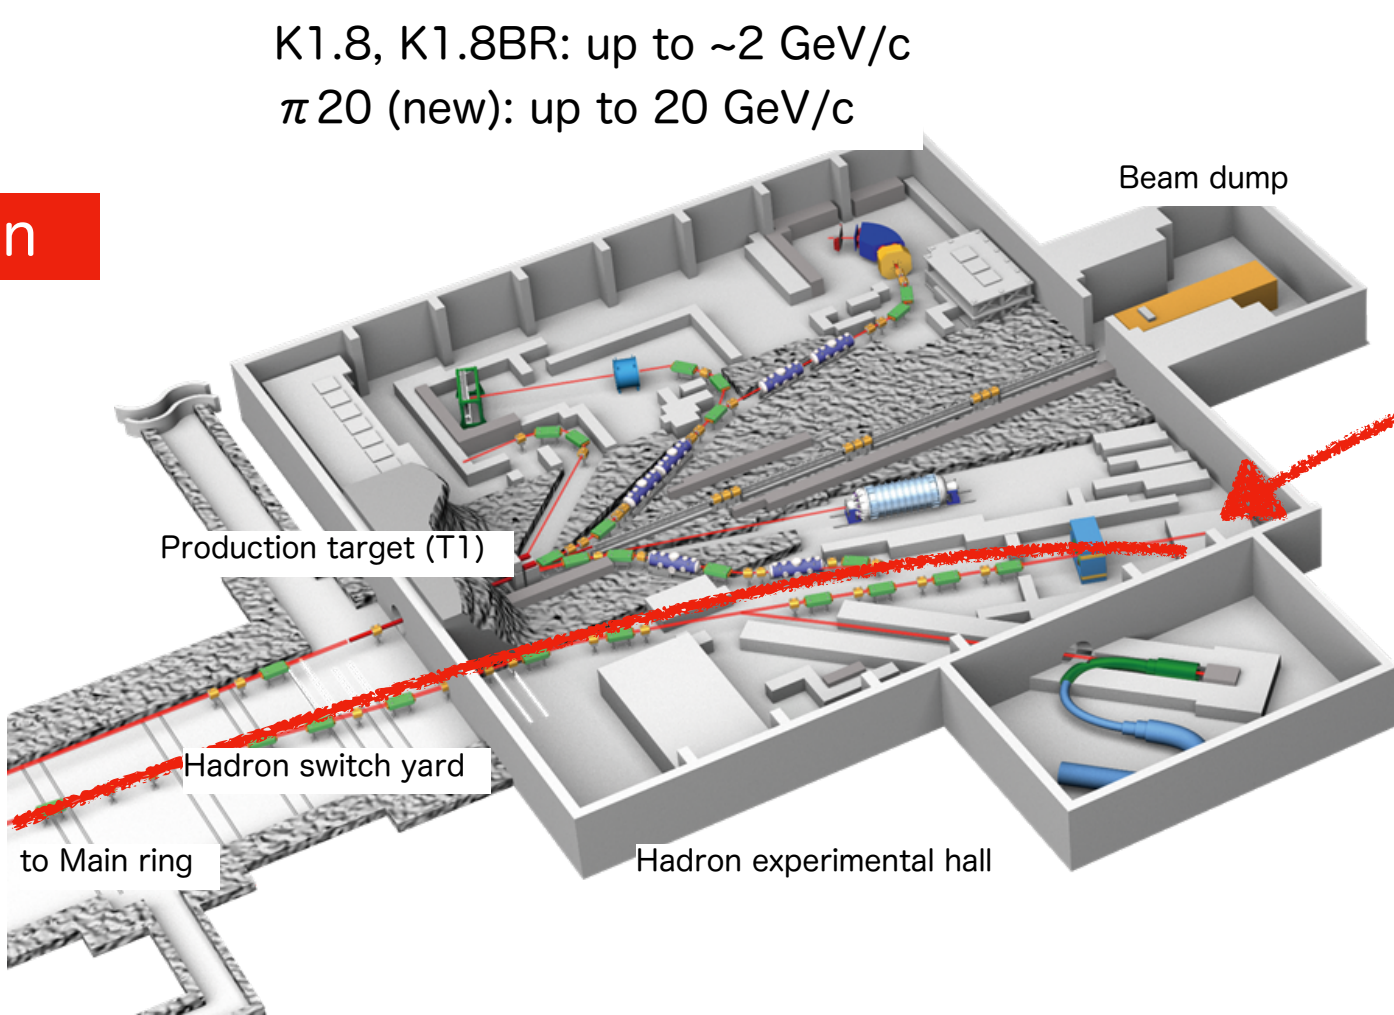 K1.8, K1.8BR: up to ~2 GeV/c
π20 (new): up to 20 GeV/c
Beam dump
n
Production target (T1)
Hadron switch yard
to Main ring
Hadron experimental hall